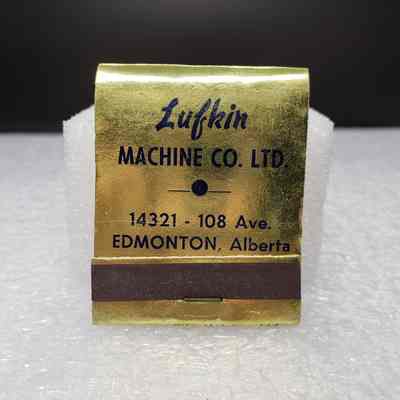 Lufkin
MACHINE CO. LTD.
14321 - 108 Ave.
EDMONTON, Alberta